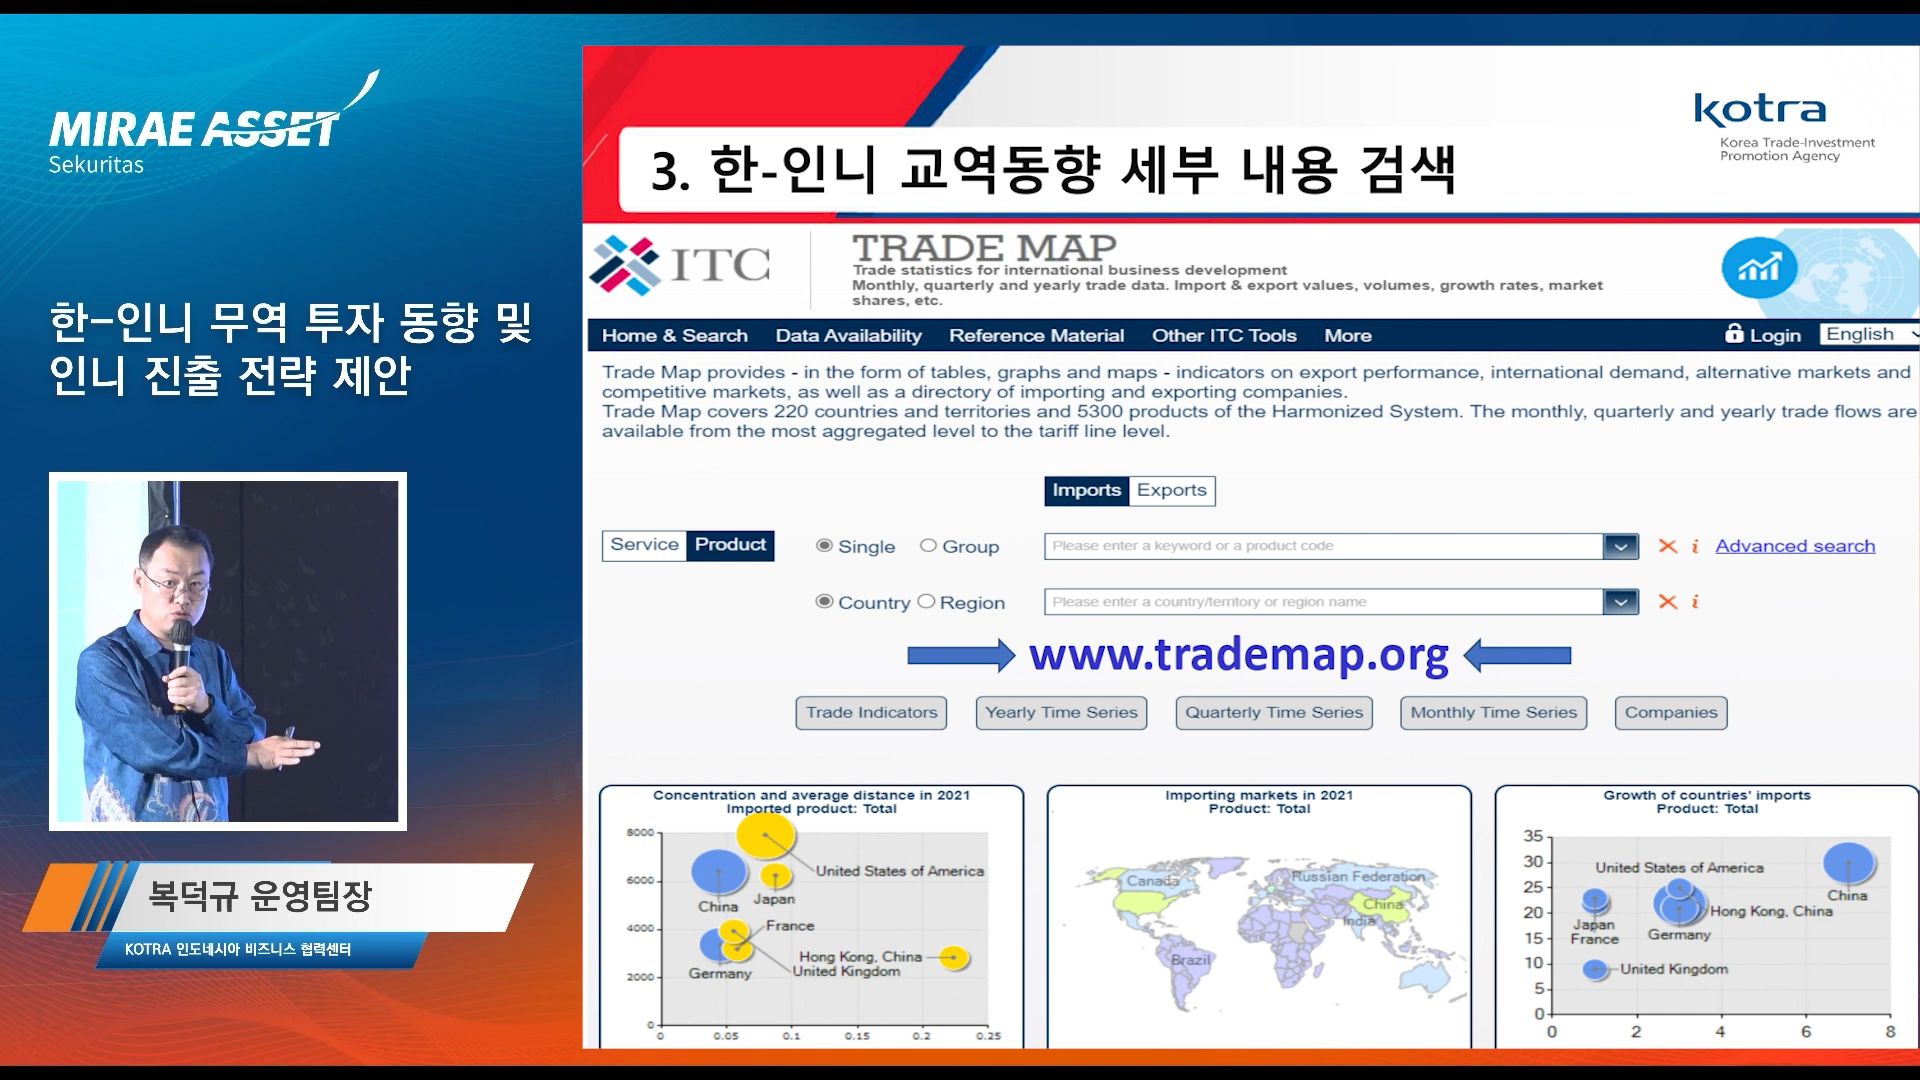 MIRAE ASSET
Sekuritas
한-인니 무역 투자 동향 및
인니 진출 전략 제안
복덕규 운영팀장
KOTRA 인도네시아 비즈니스 협력센터
kotra
Korea Trade-Investment
Promotion Agency
3. 한-인니 교역동향 세부 내용 검색
ITC
TRADE MAP
Trade statistics for international business development
Monthly, quarterly and yearly trade data. Import & export values, volumes, growth rates, market
shares, etc.
Home & Search Data Availability Reference Material Other ITC Tools More Login English
Trade Map provides - in the form of tables, graphs and maps - indicators on export performance, international demand, alternative markets and
competitive markets, as well as a directory of importing and exporting companies.
Trade Map covers 220 countries and territories and 5300 products of the Harmonized System. The monthly, quarterly and yearly trade flows are
available from the most aggregated level to the tariff line level.
Imports Exports
Service Product Single Group Please enter a keyword or a product code Advanced search
Country Region Please enter a country/territory or region name
www.trademap.org
Trade Indicators Yearly Time Series Quarterly Time Series Monthly Time Series Companies
Concentration and average distance in 2021
Imported product: Total
8000
6000
4000
2000
0
United States of America
China
Japan
France
Hong Kong, China
United Kingdom
Germany
0 0.05 0.1 0.15 0.2 0.25
Importing markets in 2021
Product: Total
Canada
Russian Federation
China
India
Brazil
Growth of countries' imports
Product: Total
35
30
25
20
15
10
5
0
United States of America
China
Japan
France
Hong Kong, China
Germany
United Kingdom
0 2 4 6 8